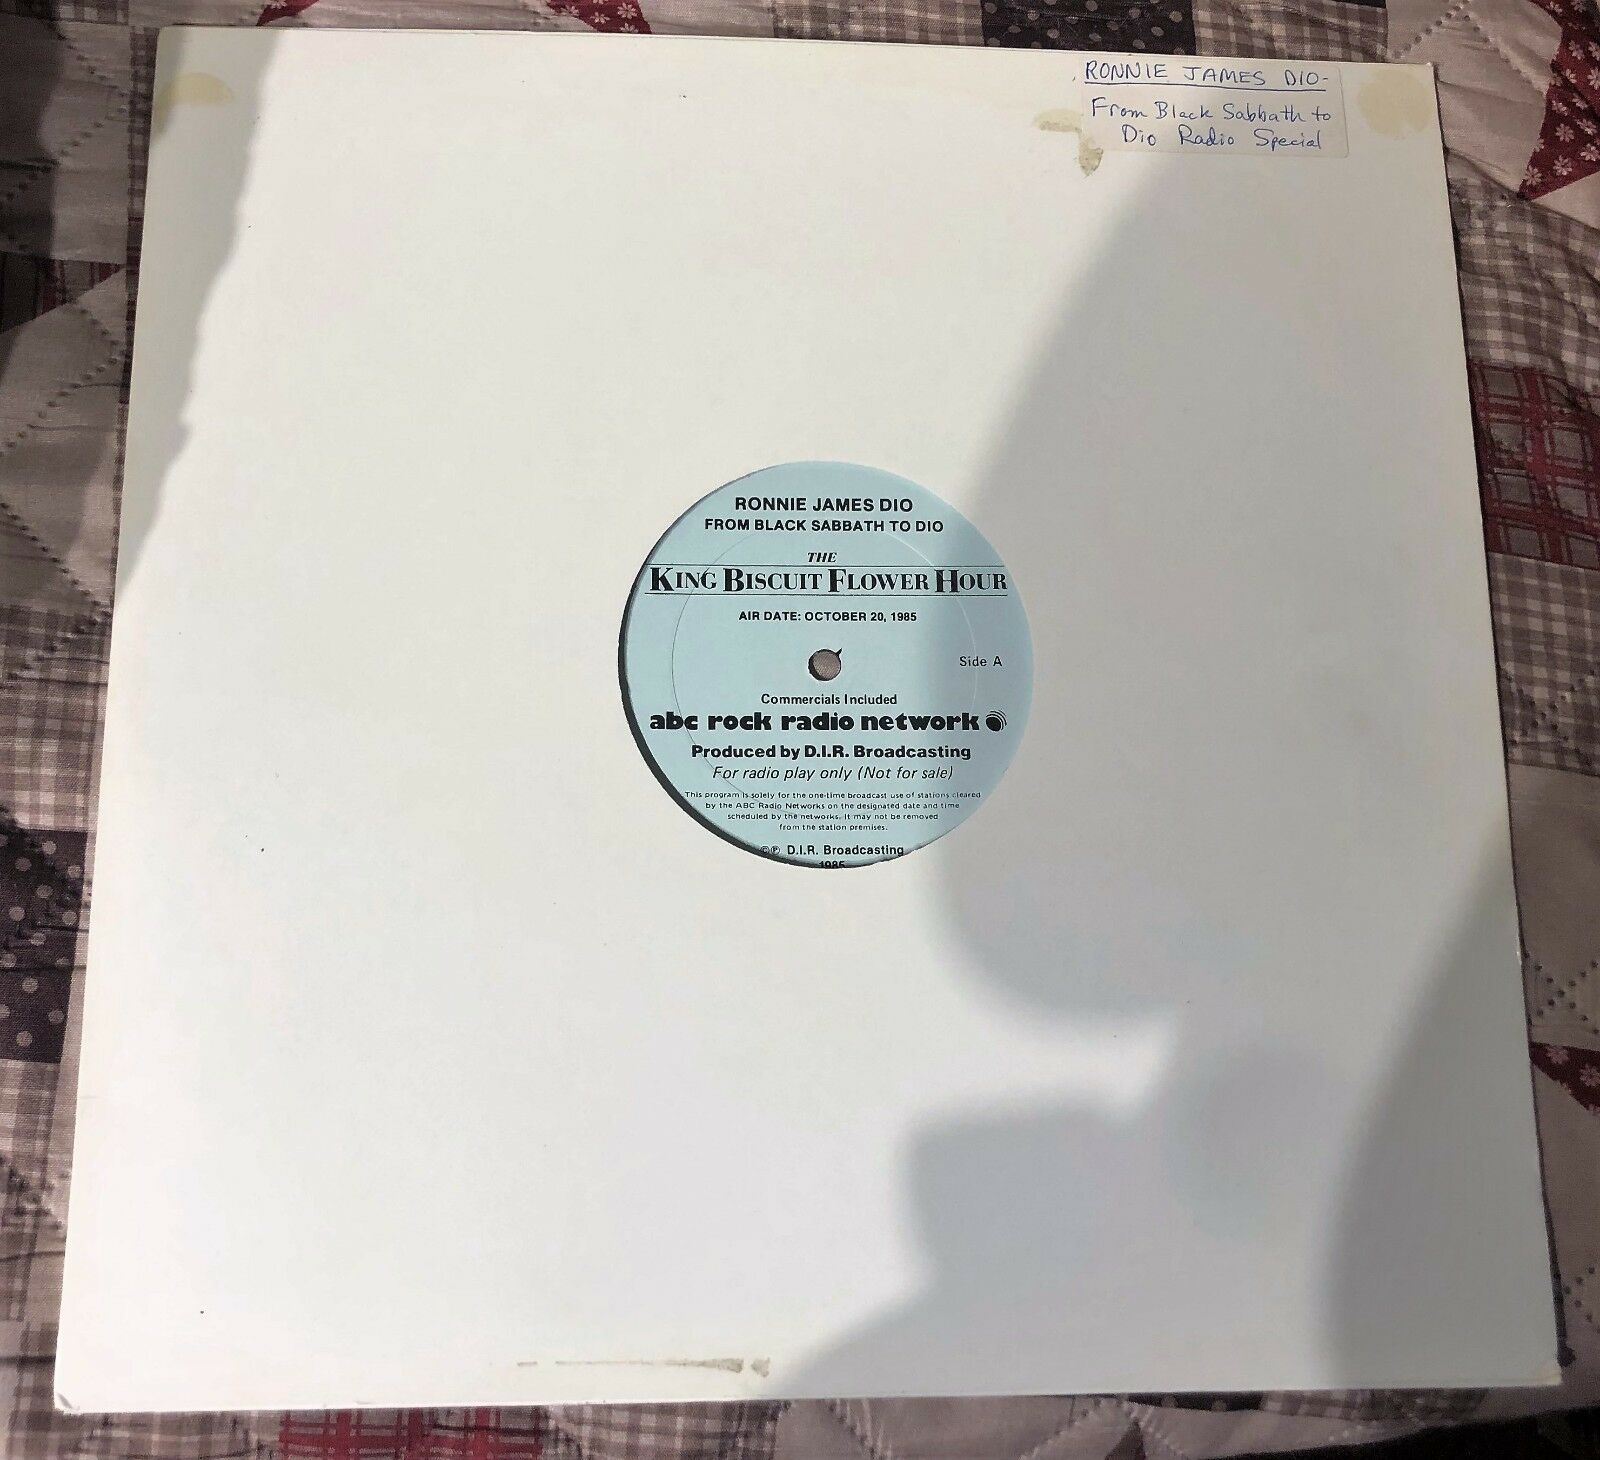 RONNIE JAMES DIO-
From Black Sabbath to
Dio Radio Special
RONNIE JAMES DIO
FROM BLACK SABBATH TO DIO
THE
KING BISCUIT FLOWER HOUR
AIR DATE: OCTOBER 20, 1985
Side A
Commercials Included
abc rock radio network
Produced by D.I.R. Broadcasting
For radio play only (Not for sale)
This program is solely for the one-time broadcast use of stations cleared
by the ABC Radio Networks on the designated date and time
scheduled by the networks. It may not be removed
from the station premises.
©℗ D.I.R. Broadcasting
1985